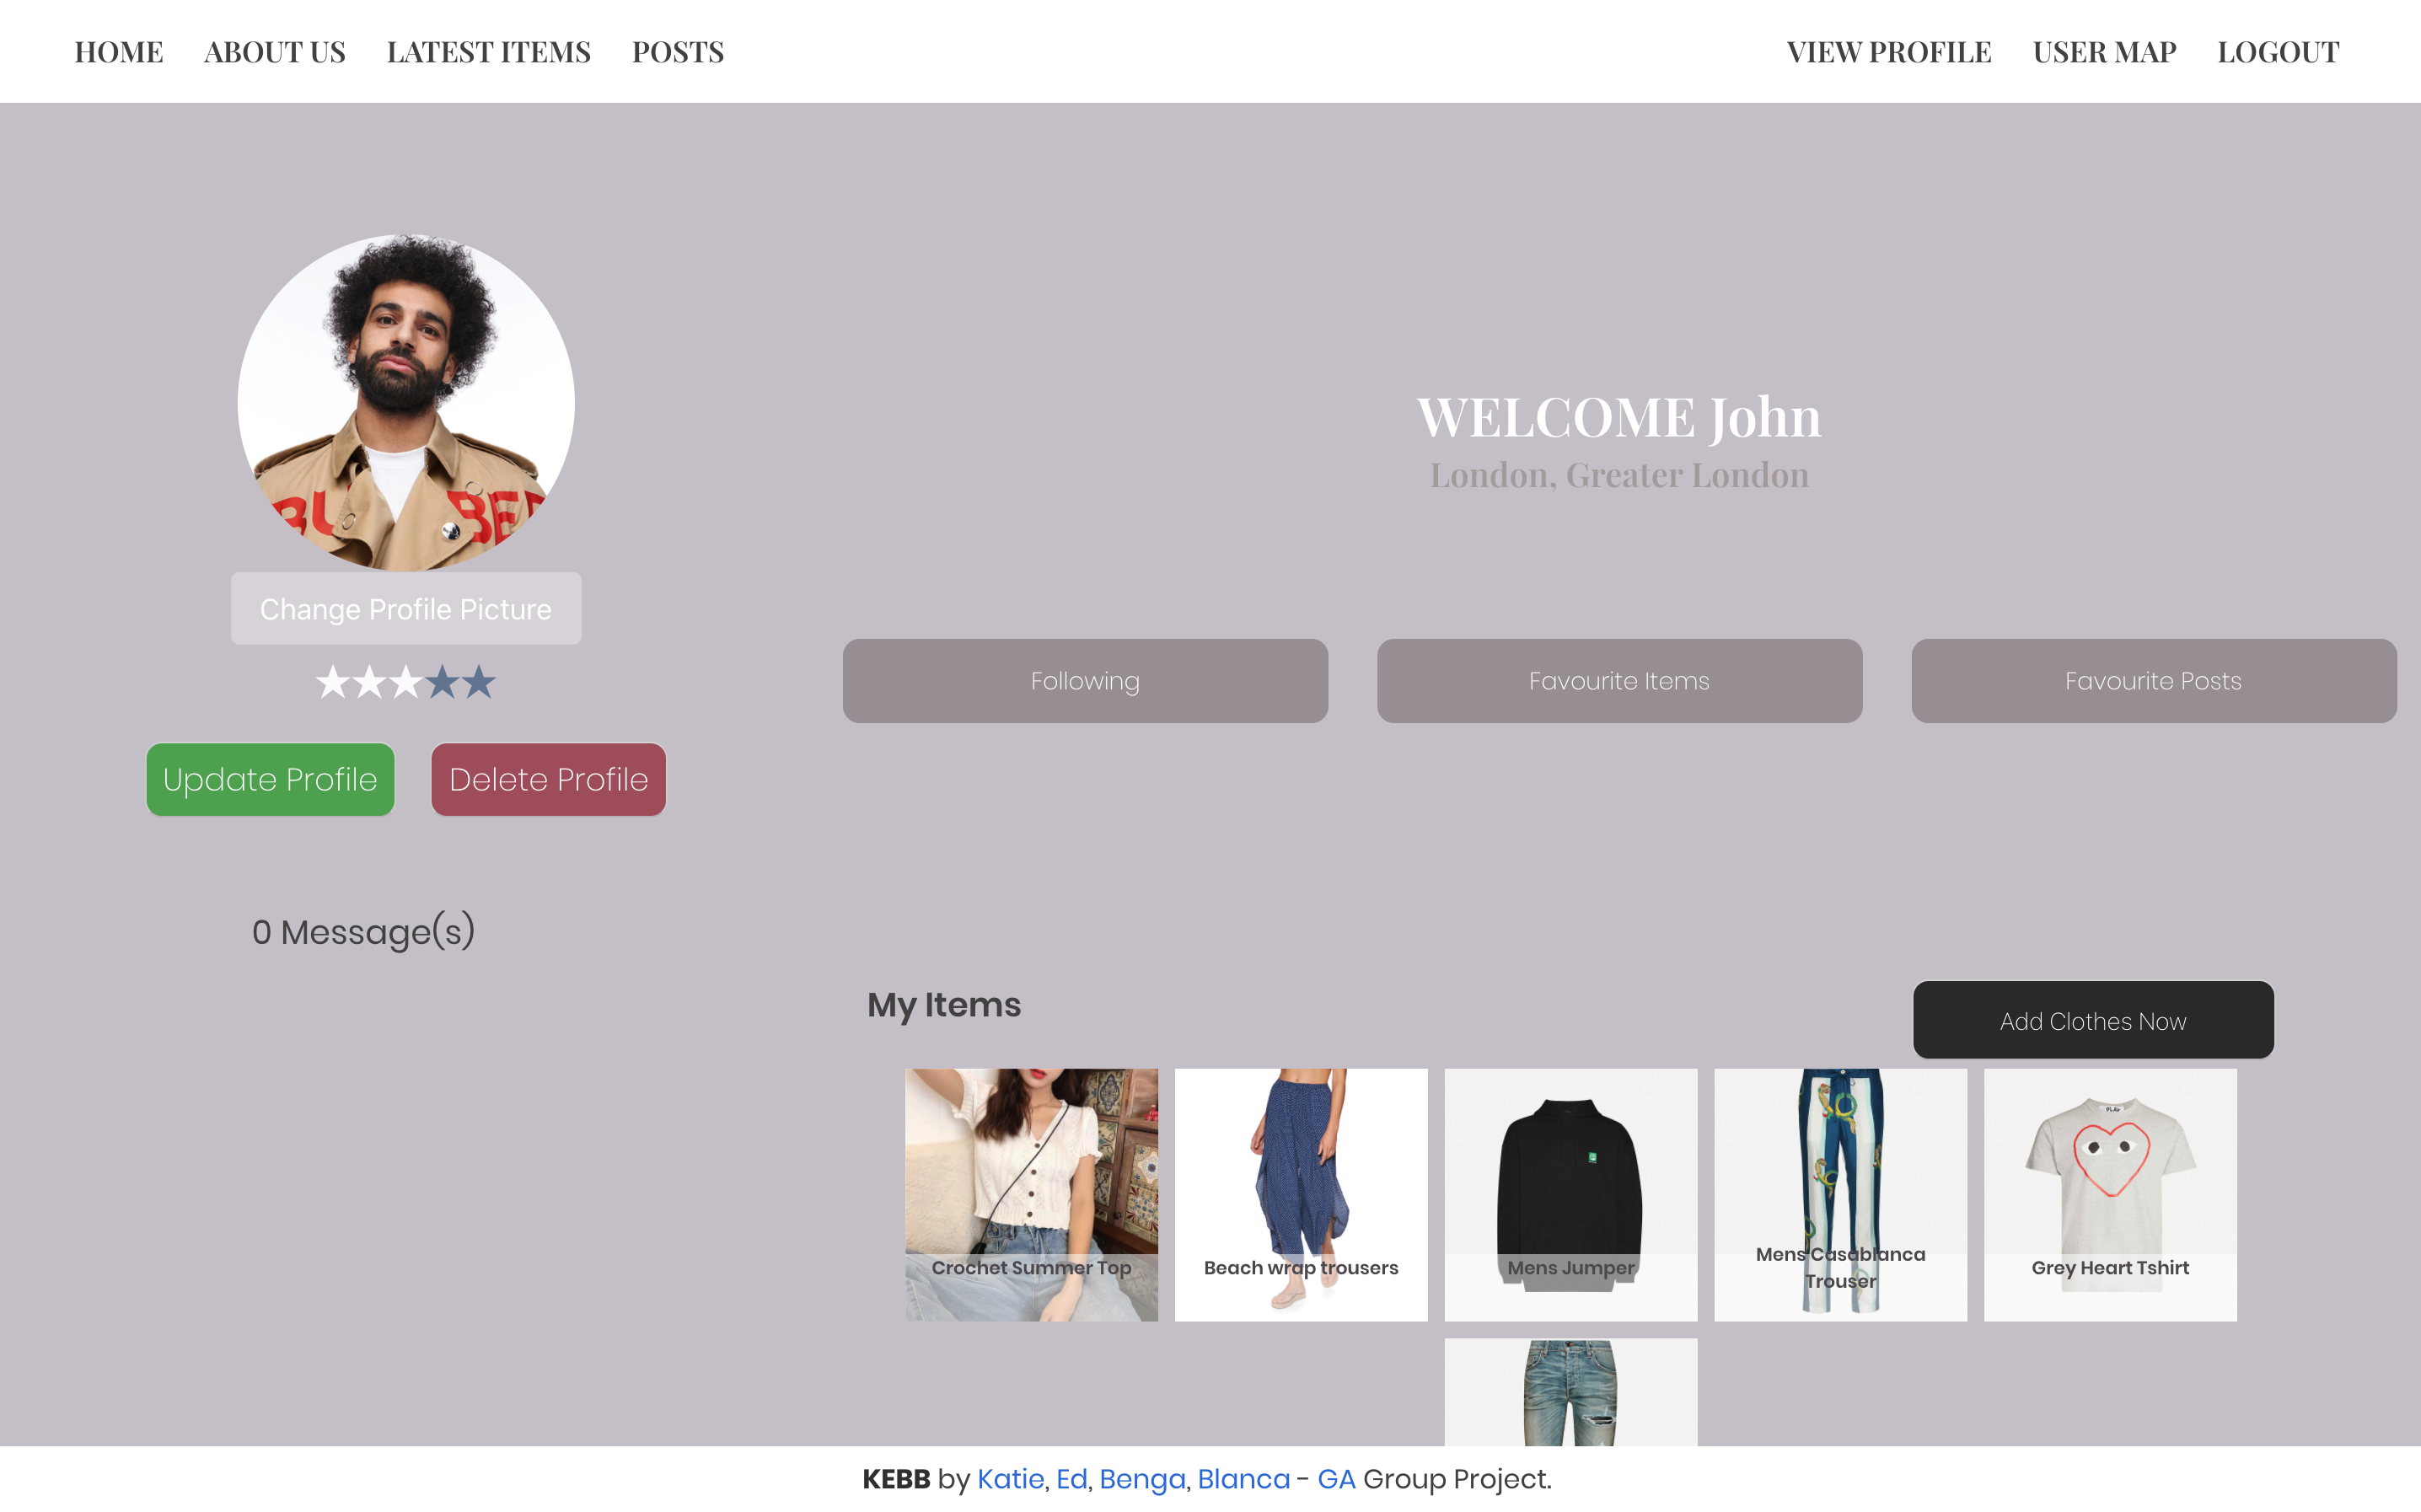 HOME ABOUT US LATEST ITEMS POSTS VIEW PROFILE USER MAP LOGOUT
WELCOME John
London, Greater London
BU BER
Change Profile Picture
Following Favourite Items Favourite Posts
Update Profile Delete Profile
0 Message(s)
My Items
Add Clothes Now
PLAY
Crochet Summer Top
Beach wrap trousers
Mens Jumper
Mens Casablanca
Trouser
Grey Heart Tshirt
KEBB by Katie, Ed, Benga, Blanca - GA Group Project.